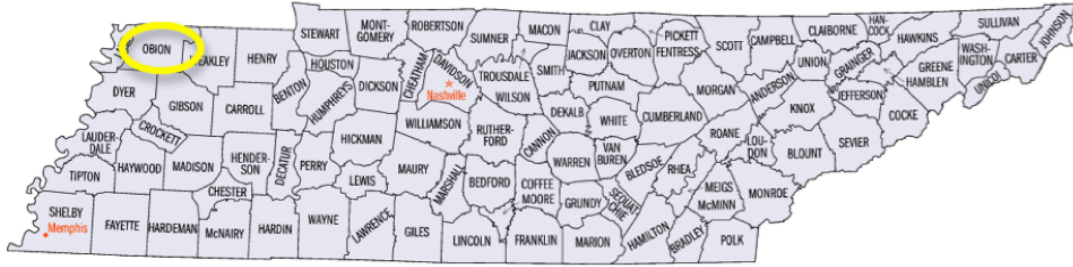 OBION
EAKLEY
HENRY
STEWART
MONT-
GOMERY
ROBERTSON
SUMNER
MACON
CLAY
PICKETT
FENTRESS
SCOTT
CAMPBELL
CLAIBORNE
HAN-
COCK
HAWKINS
SULLIVAN
JOHNSON
HOUSTON
CHEATHAM
DAVIDSON
Nashville
TROUSDALE
SMITH
JACKSON
OVERTON
UNION
GRAINGER
GREENE
HAMBLEN
WASH-
INGTON
CARTER
UNICOI
DYER
GIBSON
CARROLL
BENTON
HUMPHREYS
DICKSON
WILSON
PUTNAM
MORGAN
ANDERSON
KNOX
JEFFERSON
COCKE
LAUDER-
DALE
CROCKETT
HICKMAN
WILLIAMSON
RUTHER-
FORD
CANNON
DEKALB
WHITE
CUMBERLAND
ROANE
LOU-
DON
BLOUNT
SEVIER
TIPTON
HAYWOOD
MADISON
HENDER-
SON
DECATUR
PERRY
LEWIS
MAURY
MARSHALL
BEDFORD
COFFEE
MOORE
WARREN
VAN
BUREN
BLEDSOE
RHEA
MEIGS
McMINN
MONROE
CHESTER
GRUNDY
SEQUAT-
CHIE
SHELBY
Memphis
FAYETTE
HARDEMAN
McNAIRY
HARDIN
WAYNE
LAWRENCE
GILES
LINCOLN
FRANKLIN
MARION
HAMILTON
BRADLEY
POLK